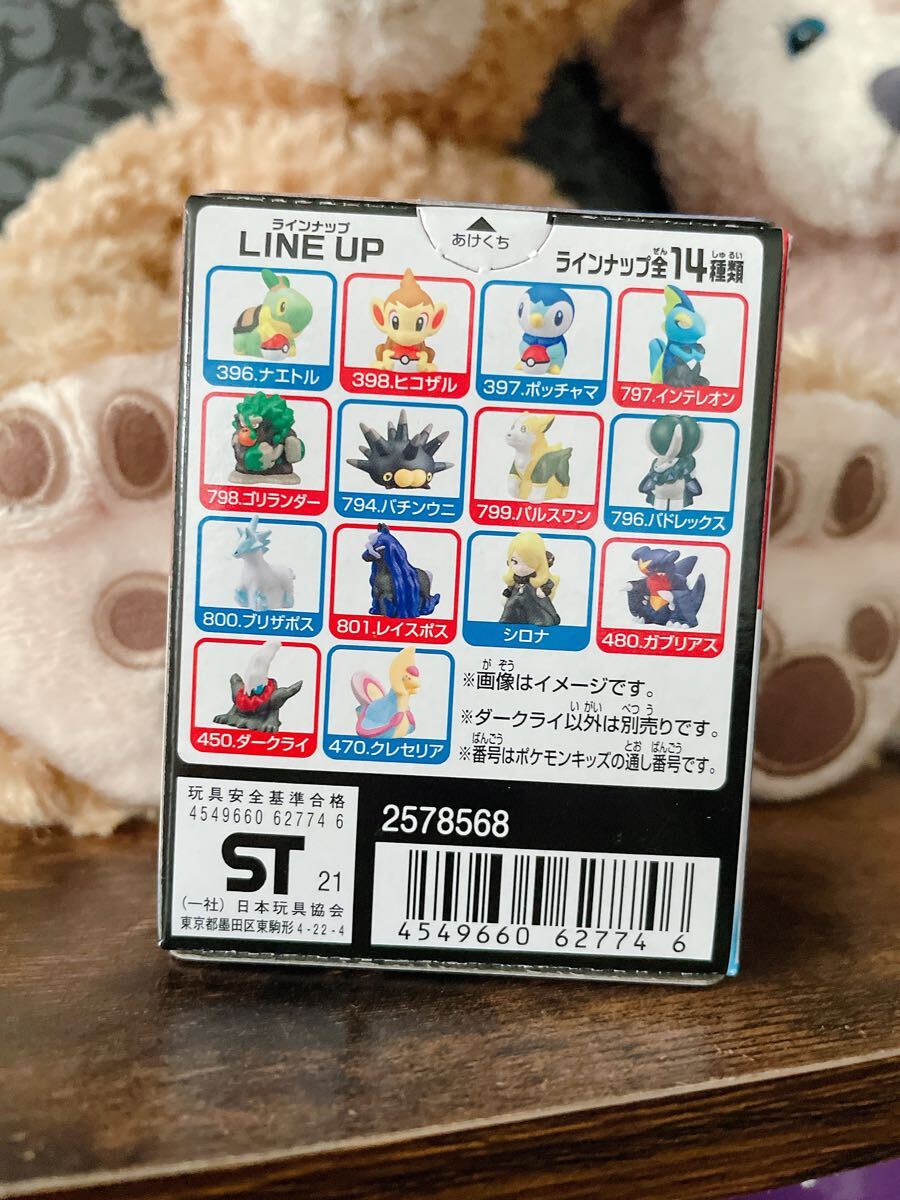 あけくち
ラインナップ
LINE UP
ぜん しゅるい
ラインナップ全14種類
396.ナエトル
398.ヒコザル
397.ポッチャマ
797.インテレオン
798.ゴリランダー
794.バチンウニ
799.パルスワン
796.バドレックス
800.ブリザポス
801.レイスポス
シロナ
480.ガブリアス
450.ダークライ
470.クレセリア
がぞう
※画像はイメージです。
いがい べつう
※ダークライ以外は別売りです。
ばんごう とお ばんごう
※番号はポケモンキッズの通し番号です。
玩具安全基準合格
4549660 62774 6
ST 21
(一社) 日本玩具協会
東京都墨田区東駒形4-22-4
2578568
4549660 627746